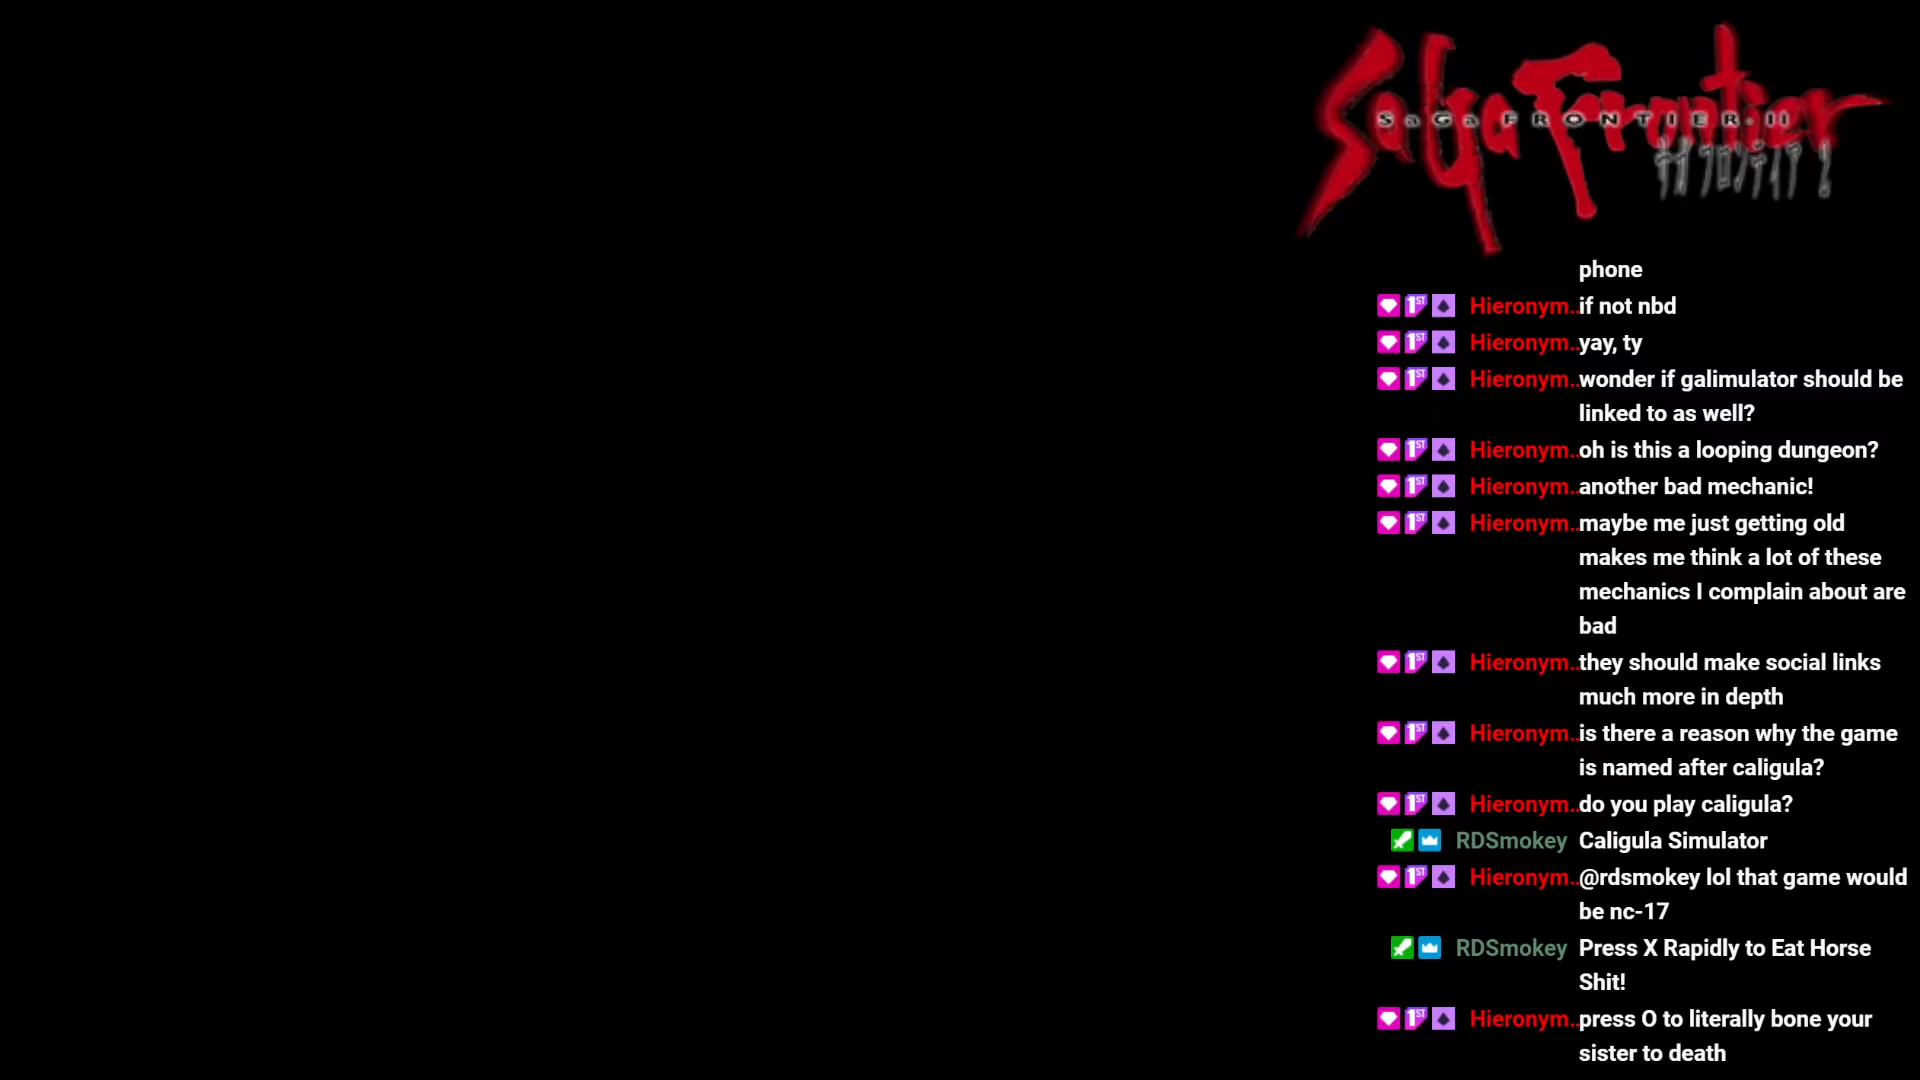 SaGa Frontier
SaGa FRONTIER II
phone
Hieronym.. if not nbd
Hieronym.. yay, ty
Hieronym.. wonder if galimulator should be
linked to as well?
Hieronym.. oh is this a looping dungeon?
Hieronym.. another bad mechanic!
Hieronym.. maybe me just getting old
makes me think a lot of these
mechanics I complain about are
bad
Hieronym.. they should make social links
much more in depth
Hieronym.. is there a reason why the game
is named after caligula?
Hieronym.. do you play caligula?
RDSmokey Caligula Simulator
Hieronym.. @rdsmokey lol that game would
be nc-17
RDSmokey Press X Rapidly to Eat Horse
Shit!
Hieronym.. press O to literally bone your
sister to death